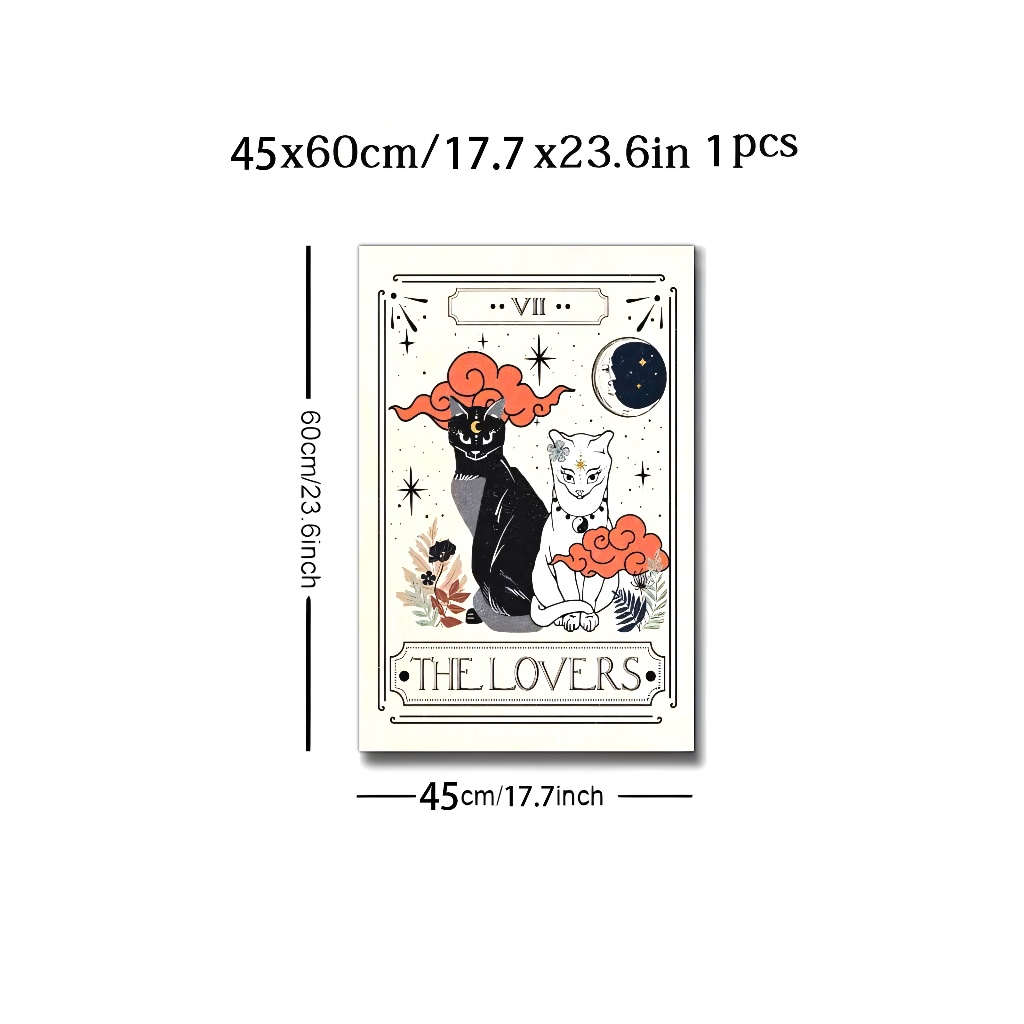 45x60cm/17.7 x23.6in 1pcs
•• VII ••
60cm/23.6inch
THE LOVERS
45cm/17.7inch